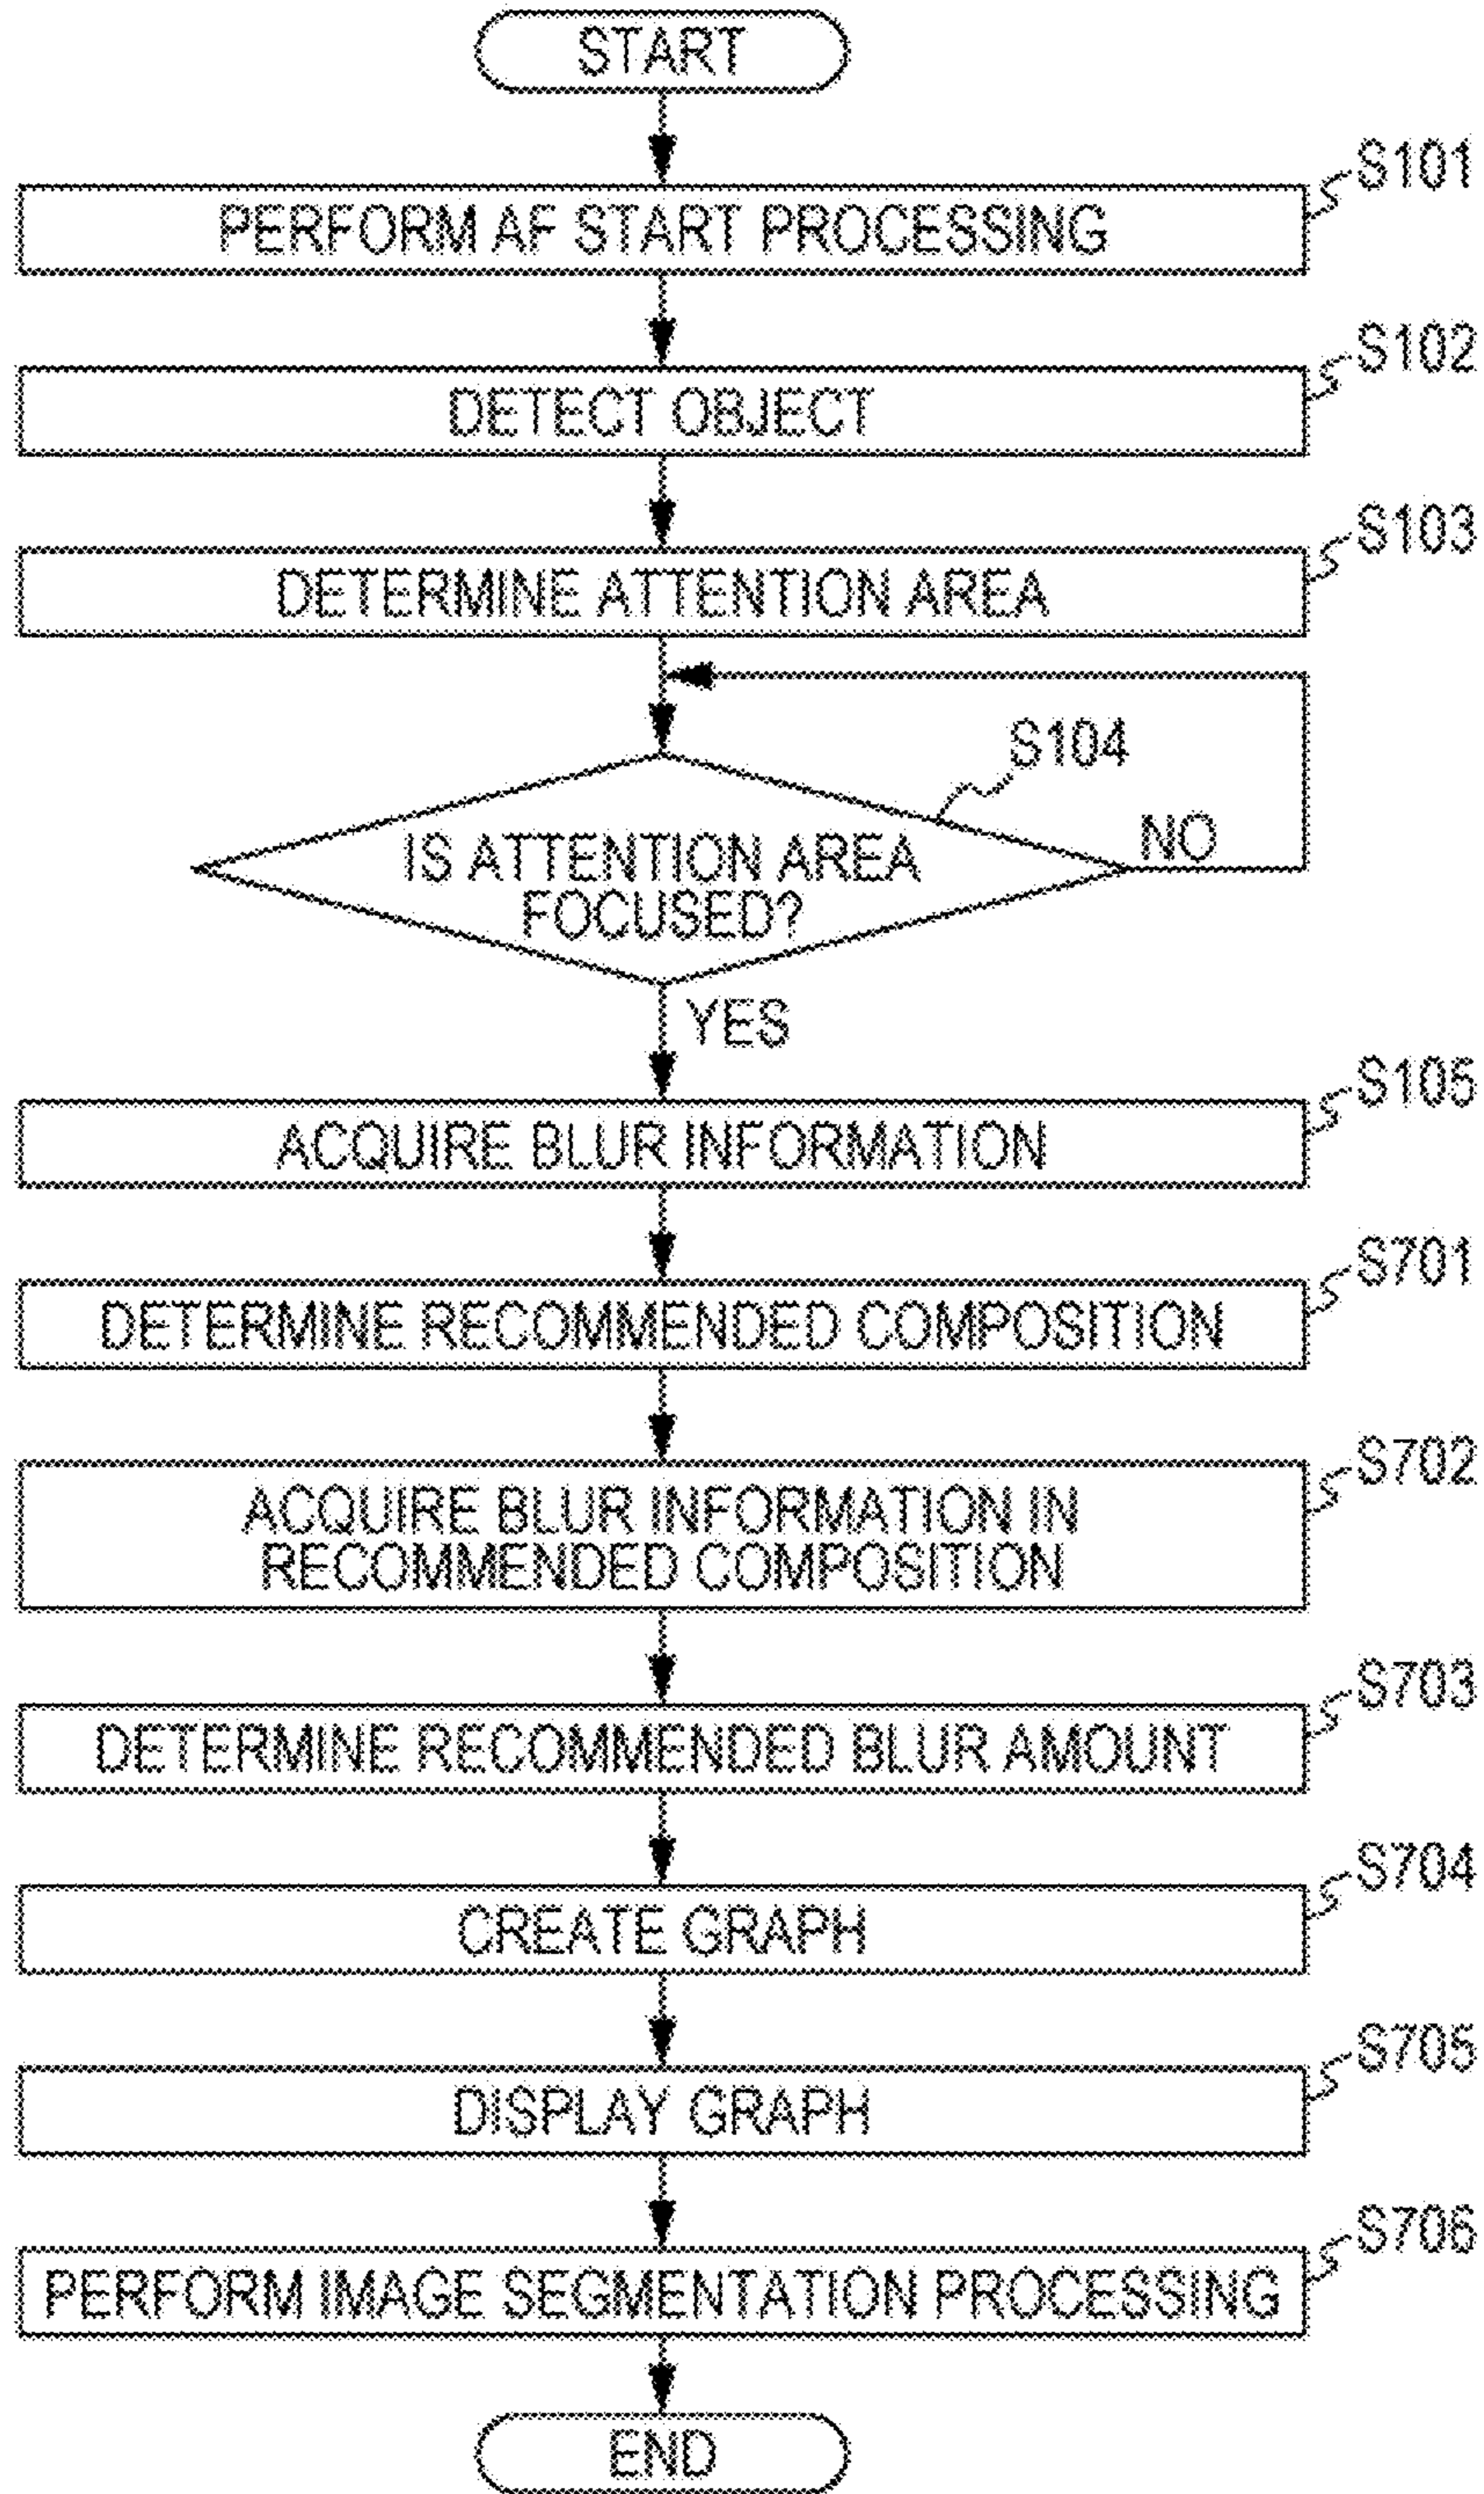 START
S101
PERFORM AF START PROCESSING
S102
DETECT OBJECT
S103
DETERMINE ATTENTION AREA
S104
IS ATTENTION AREA
FOCUSED?
NO
YES
S105
ACQUIRE BLUR INFORMATION
S701
DETERMINE RECOMMENDED COMPOSITION
S702
ACQUIRE BLUR INFORMATION IN
RECOMMENDED COMPOSITION
S703
DETERMINE RECOMMENDED BLUR AMOUNT
S704
CREATE GRAPH
S705
DISPLAY GRAPH
S706
PERFORM IMAGE SEGMENTATION PROCESSING
END